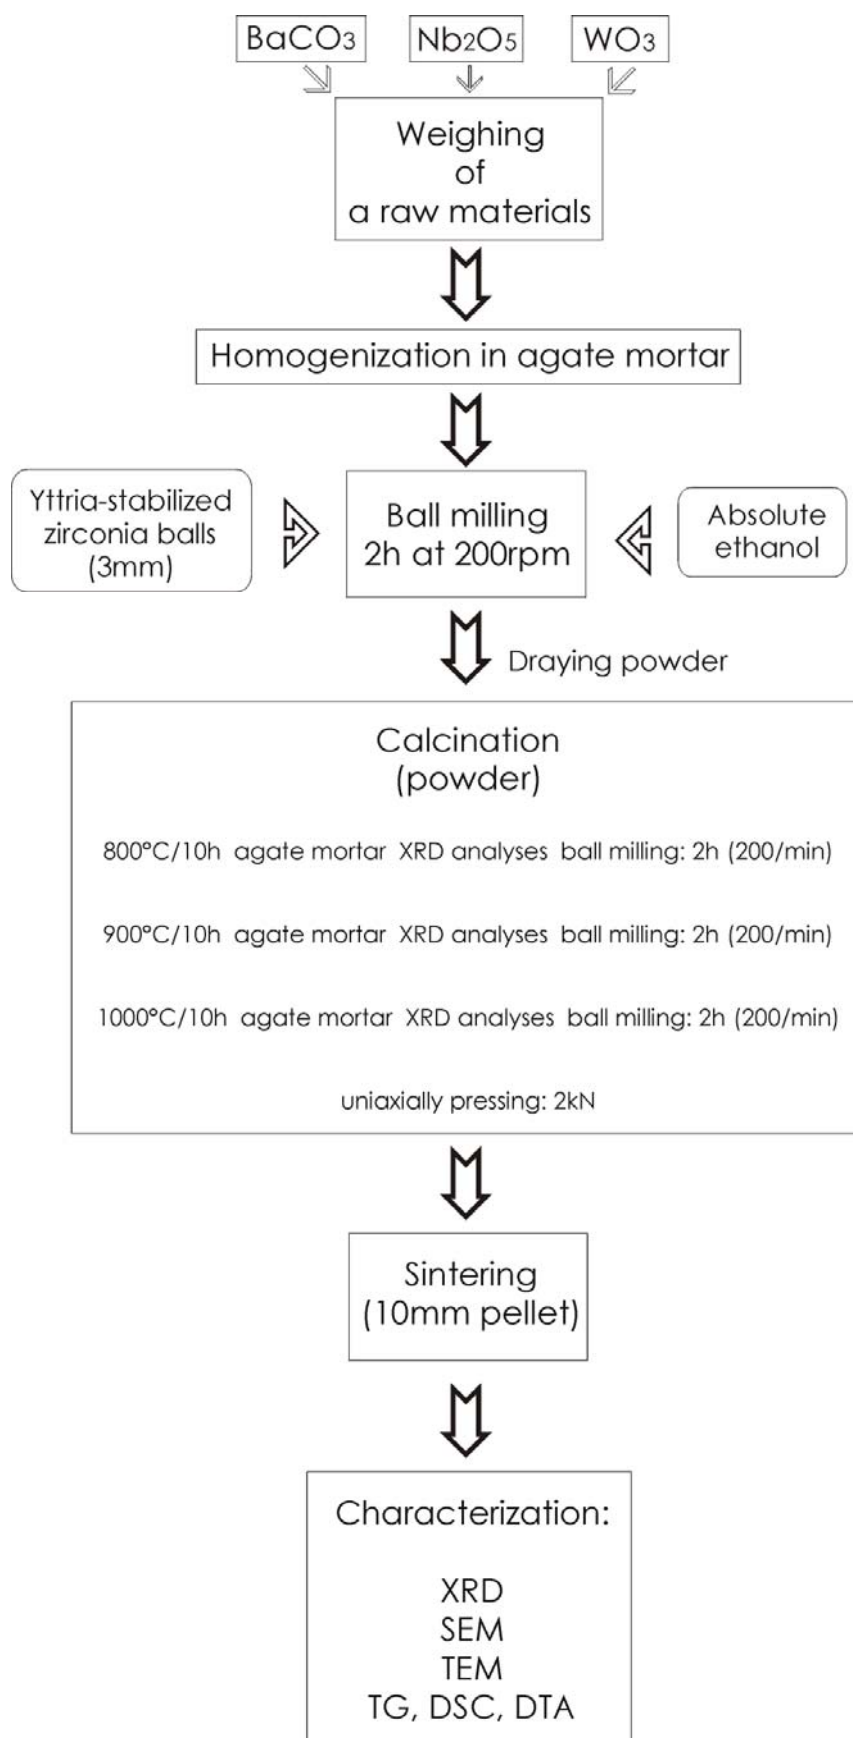 BaCO3
Nb2O5
WO3
Weighing
of
a raw materials
Homogenization in agate mortar
Yttria-stabilized
zirconia balls
(3mm)
Ball milling
2h at 200rpm
Absolute
ethanol
Draying powder
Calcination
(powder)
800°C/10h agate mortar XRD analyses ball milling: 2h (200/min)
900°C/10h agate mortar XRD analyses ball milling: 2h (200/min)
1000°C/10h agate mortar XRD analyses ball milling: 2h (200/min)
uniaxially pressing: 2kN
Sintering
(10mm pellet)
Characterization:
XRD
SEM
TEM
TG, DSC, DTA